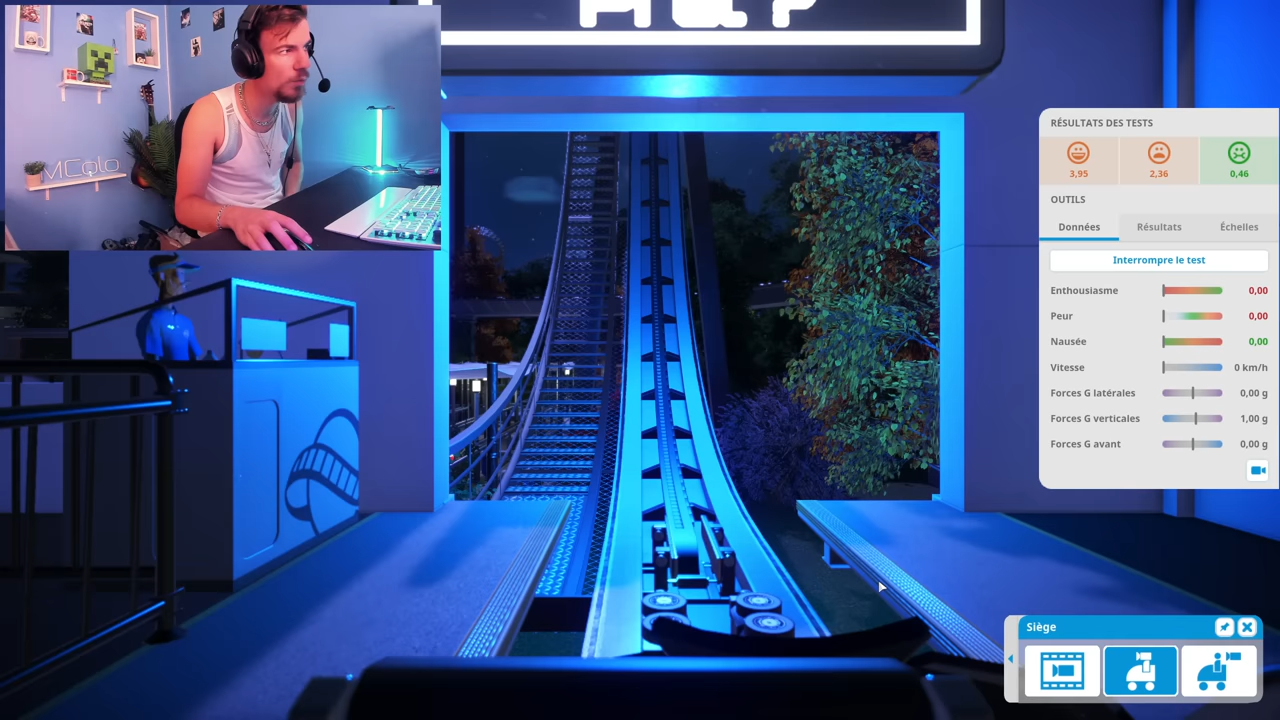 MColo
RÉSULTATS DES TESTS
3,95
2,36
0,46
OUTILS
Données
Résultats
Échelles
Interrompre le test
Enthousiasme 0,00
Peur 0,00
Nausée 0,00
Vitesse 0 km/h
Forces G latérales 0,00 g
Forces G verticales 1,00 g
Forces G avant 0,00 g
Siège